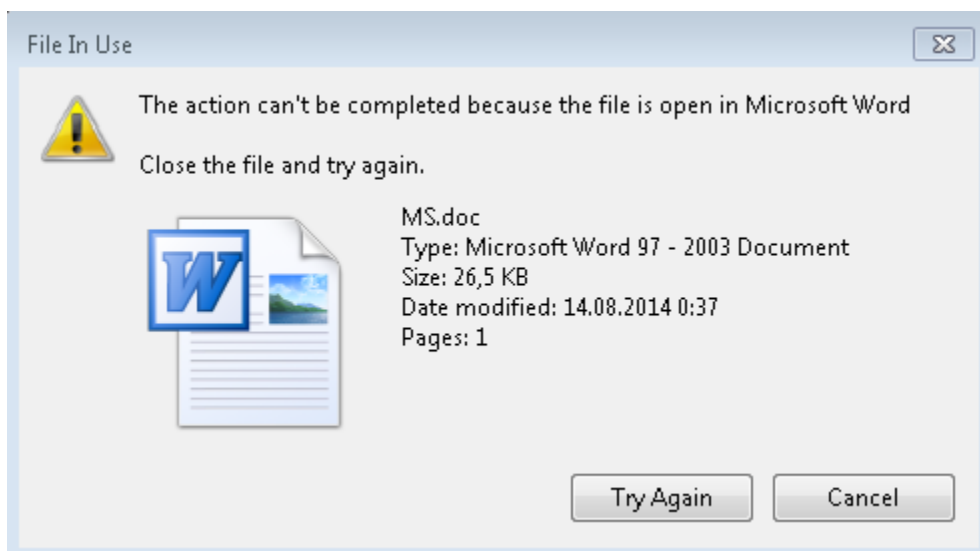 File In Use
The action can't be completed because the file is open in Microsoft Word
Close the file and try again.
MS.doc
Type: Microsoft Word 97 - 2003 Document
Size: 26,5 KB
Date modified: 14.08.2014 0:37
Pages: 1
Try Again
Cancel